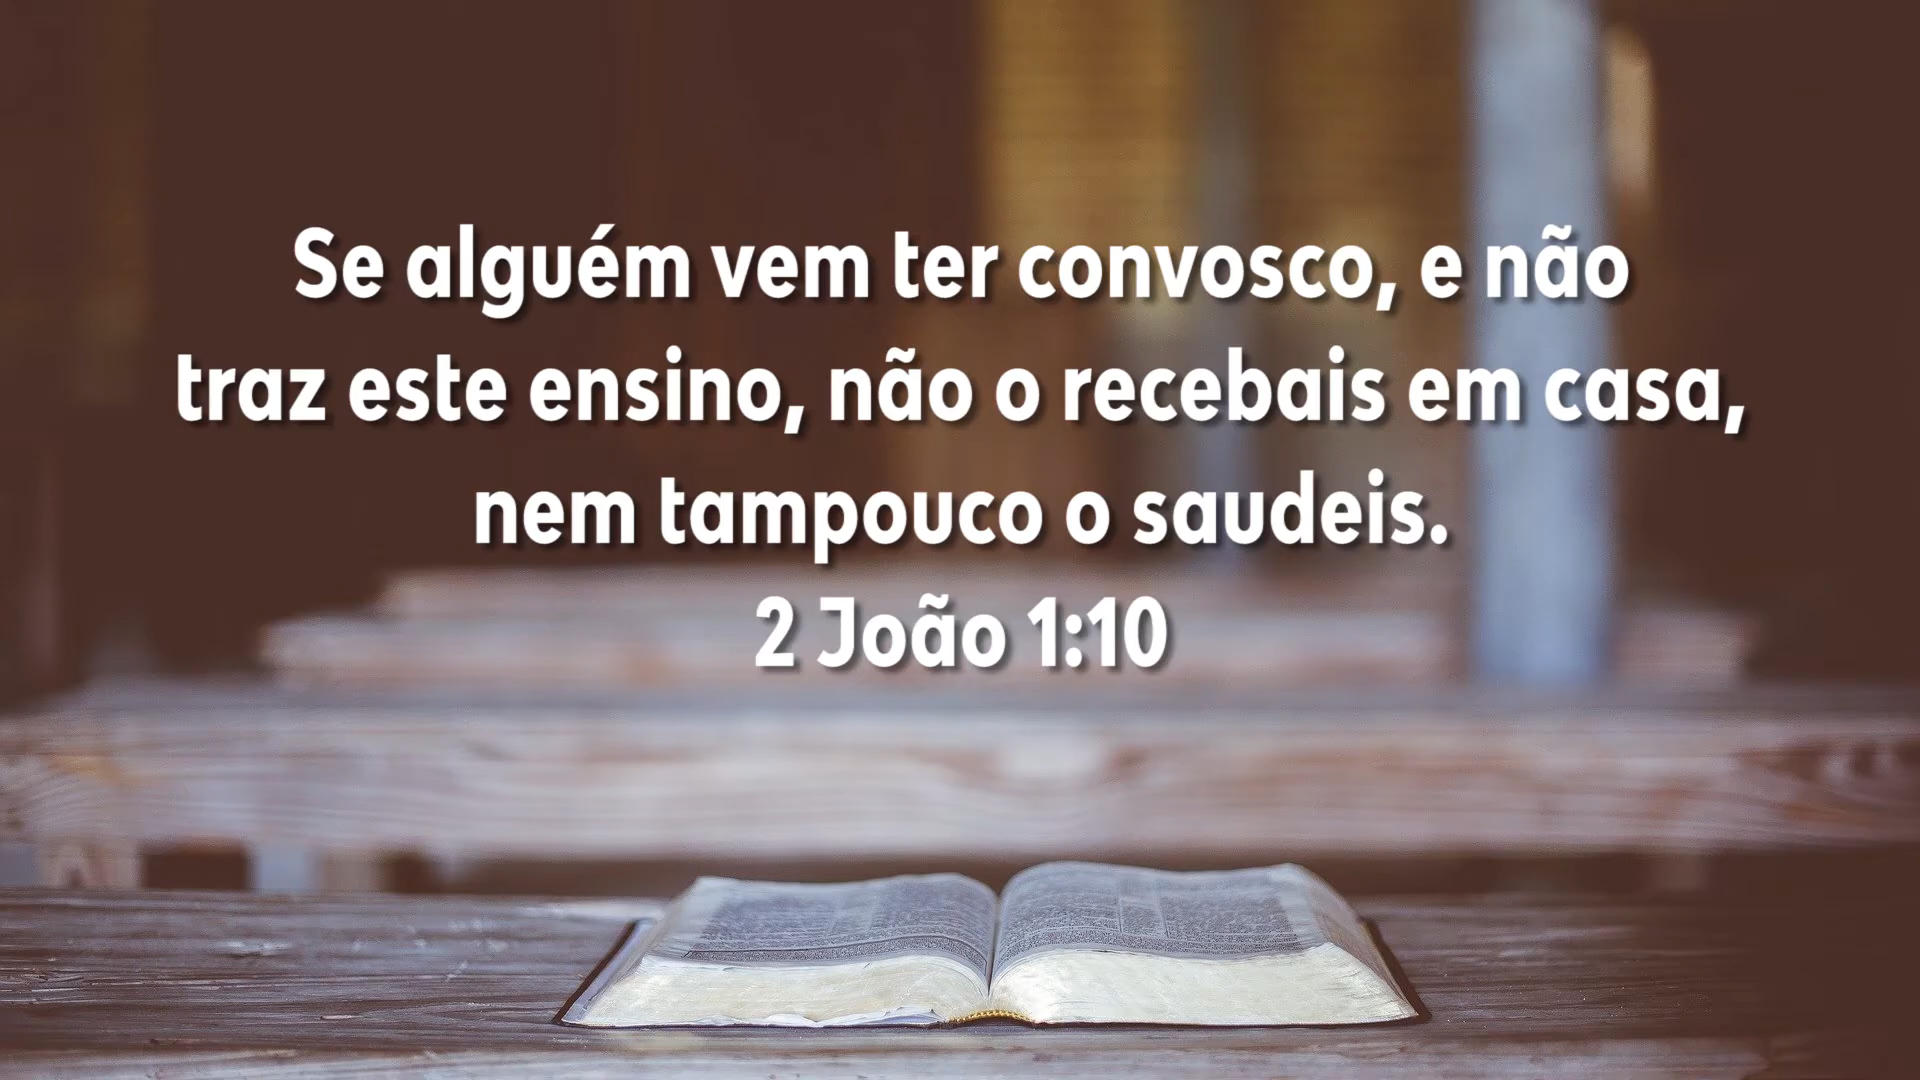 Se alguém vem ter convosco, e não
traz este ensino, não o recebais em casa,
nem tampouco o saudeis.
2 João 1:10